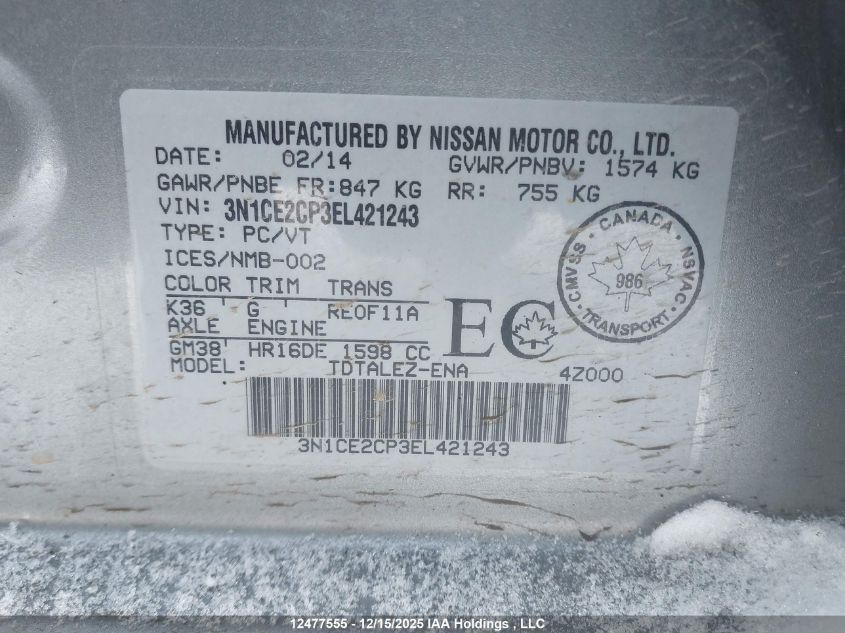 MANUFACTURED BY NISSAN MOTOR CO., LTD.
DATE: 02/14 GVWR/PNBV: 1574 KG
GAWR/PNBE FR: 847 KG RR: 755 KG
VIN: 3N1CE2CP3EL421243
TYPE: PC/VT
ICES/NMB-002
COLOR TRIM TRANS
K36 ' G ' RE0F11A
AXLE ENGINE
GM38' HR16DE 1598 CC
MODEL: TDTALEZ-ENA 4Z000
EC
CANADA · NSVAC · TRANSPORT · CMVSS ·
986
3N1CE2CP3EL421243
12477555 - 12/15/2025 IAA Holdings , LLC